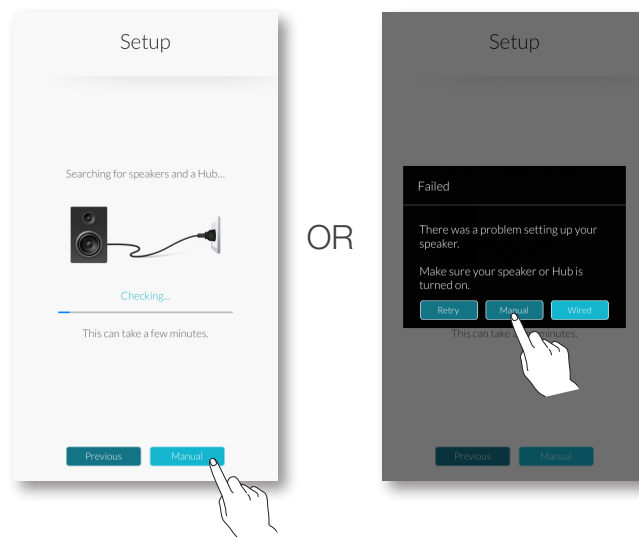 Setup
Searching for speakers and a Hub...
Checking...
This can take a few minutes.
Previous
Manual
OR
Setup
Failed
There was a problem setting up your
speaker.
Make sure your speaker or Hub is
turned on.
Retry
Manual
Wired
This can take minutes.
Previous
Manual